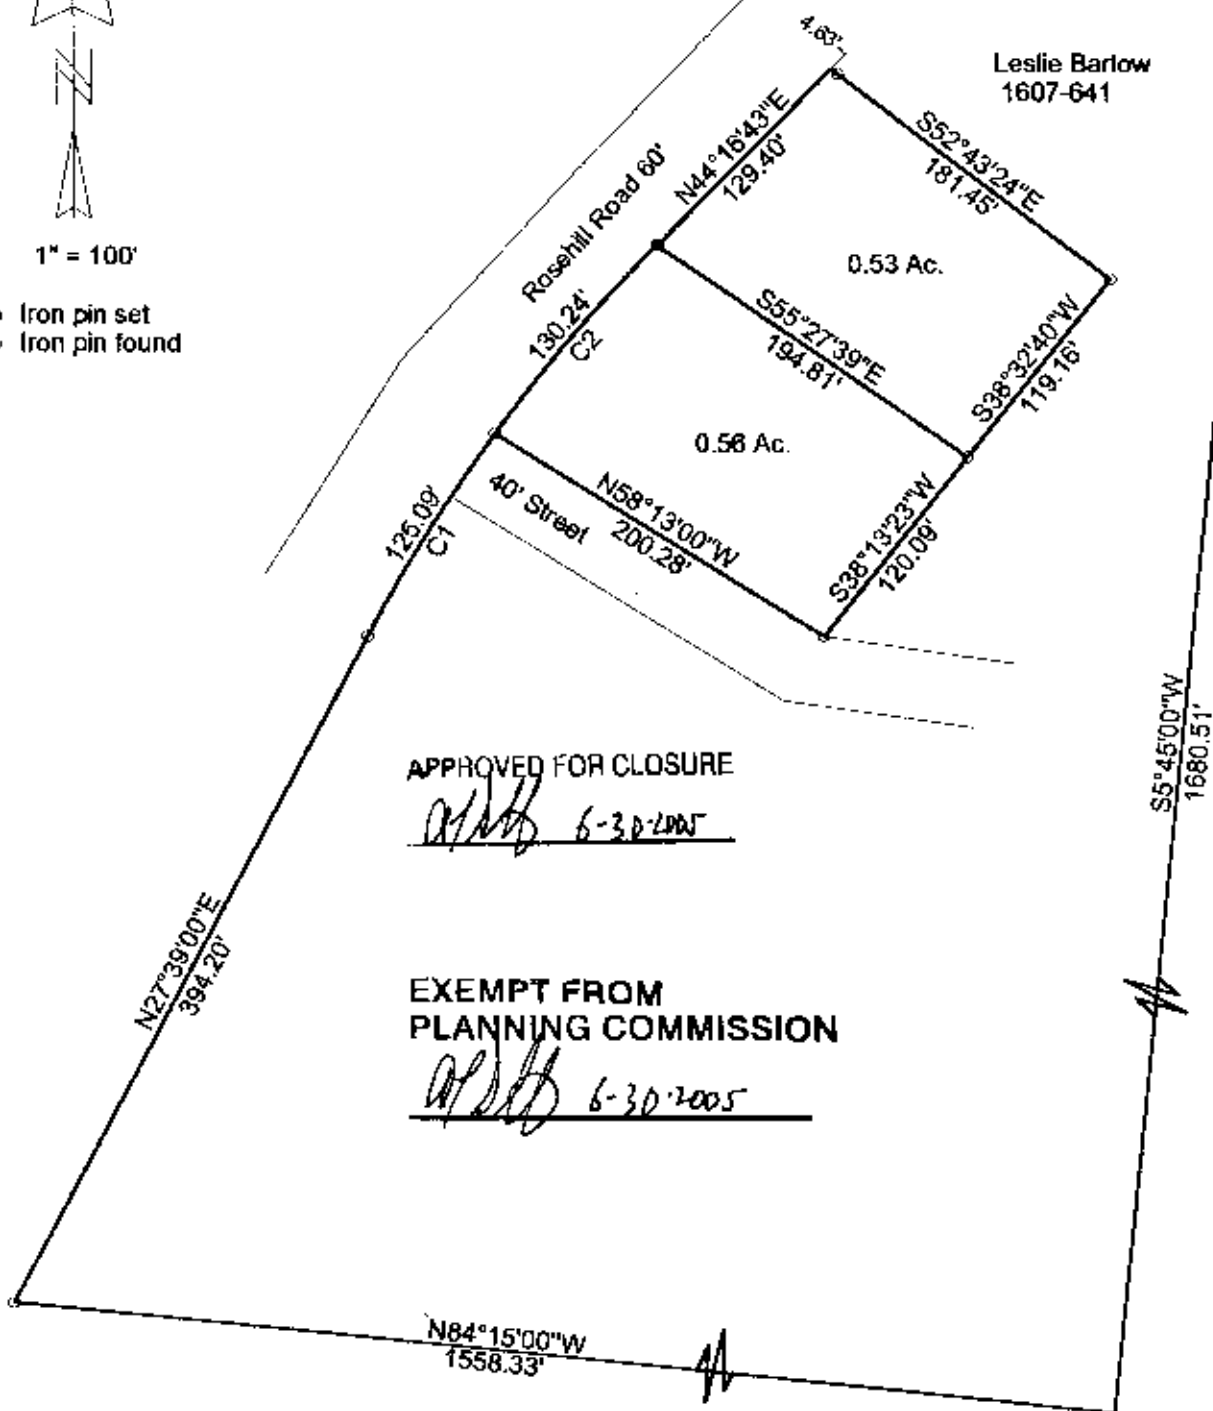 N
1" = 100'
Iron pin set
Iron pin found
4.63'
Leslie Barlow
1607-641
Rosehill Road 60'
N44°16'43"E
129.40'
S52°43'24"E
181.45'
0.53 Ac.
130.24'
C2
S55°27'39"E
194.81'
S38°32'40"W
119.16'
0.56 Ac.
125.09'
C1
40' Street
N58°13'00"W
200.28'
S38°13'23"W
120.09'
S5°45'00"W
1680.51'
APPROVED FOR CLOSURE
6-30-2005
N27°39'00"E
394.20'
EXEMPT FROM
PLANNING COMMISSION
6-30-2005
N84°15'00"W
1558.33'